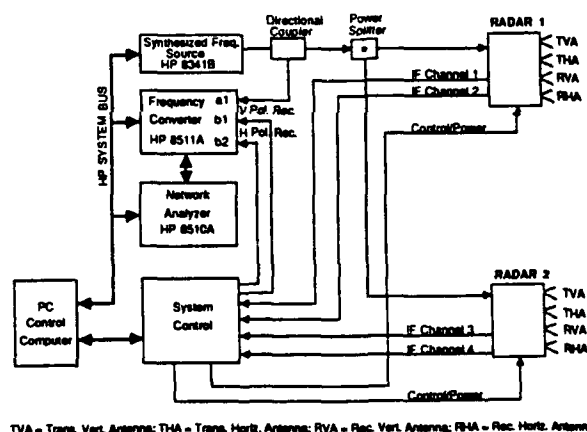 Directional
Coupler
Power
Splitter
RADAR 1
Synthesized Freq.
Source
HP 8341B
TVA
THA
RVA
RHA
IF Channel 1
IF Channel 2
Control/Power
HP SYSTEM BUS
Frequency
Converter
HP 8511A
a1
b1
b2
V Pol. Rec.
H Pol. Rec.
Network
Analyzer
HP 8510A
PC
Control
Computer
System
Control
RADAR 2
TVA
THA
RVA
RHA
IF Channel 3
IF Channel 4
Control/Power
TVA = Trans. Vert. Antenna; THA = Trans. Horiz. Antenna; RVA = Rec. Vert. Antenna; RHA = Rec. Horiz. Antenna